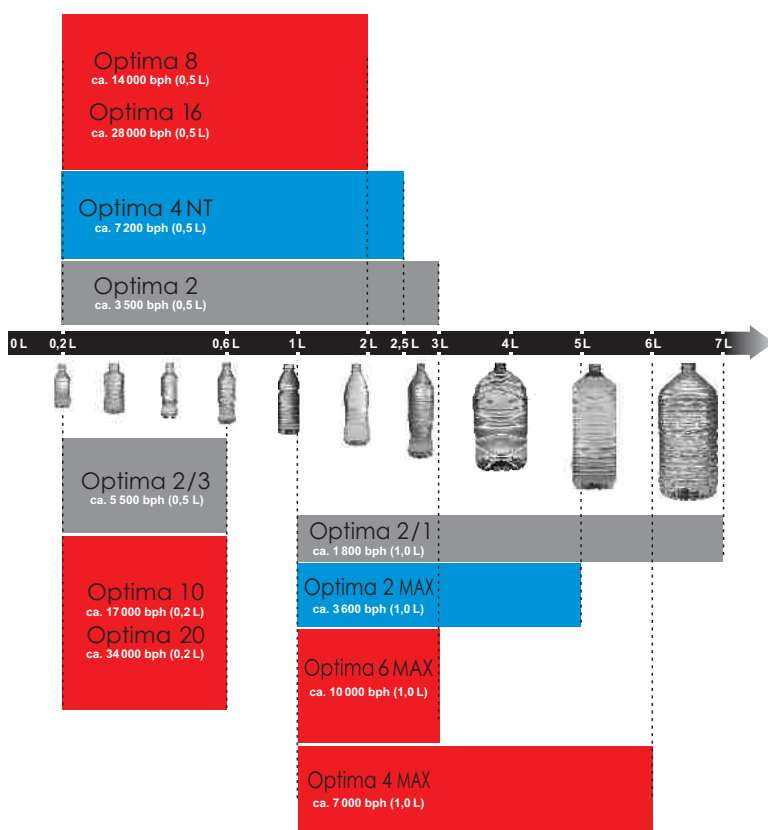 Optima 8
ca. 14 000 bph (0,5 L)
Optima 16
ca. 28 000 bph (0,5 L)
Optima 4 NT
ca. 7 200 bph (0,5 L)
Optima 2
ca. 3 500 bph (0,5 L)
0 L 0,2 L 0,6 L 1 L 2 L 2,5 L 3 L 4 L 5 L 6 L 7 L
Optima 2/3
ca. 5 500 bph (0,5 L)
Optima 10
ca. 17 000 bph (0,2 L)
Optima 20
ca. 34 000 bph (0,2 L)
Optima 2/1
ca. 1 800 bph (1,0 L)
Optima 2 MAX
ca. 3 600 bph (1,0 L)
Optima 6 MAX
ca. 10 000 bph (1,0 L)
Optima 4 MAX
ca. 7 000 bph (1,0 L)